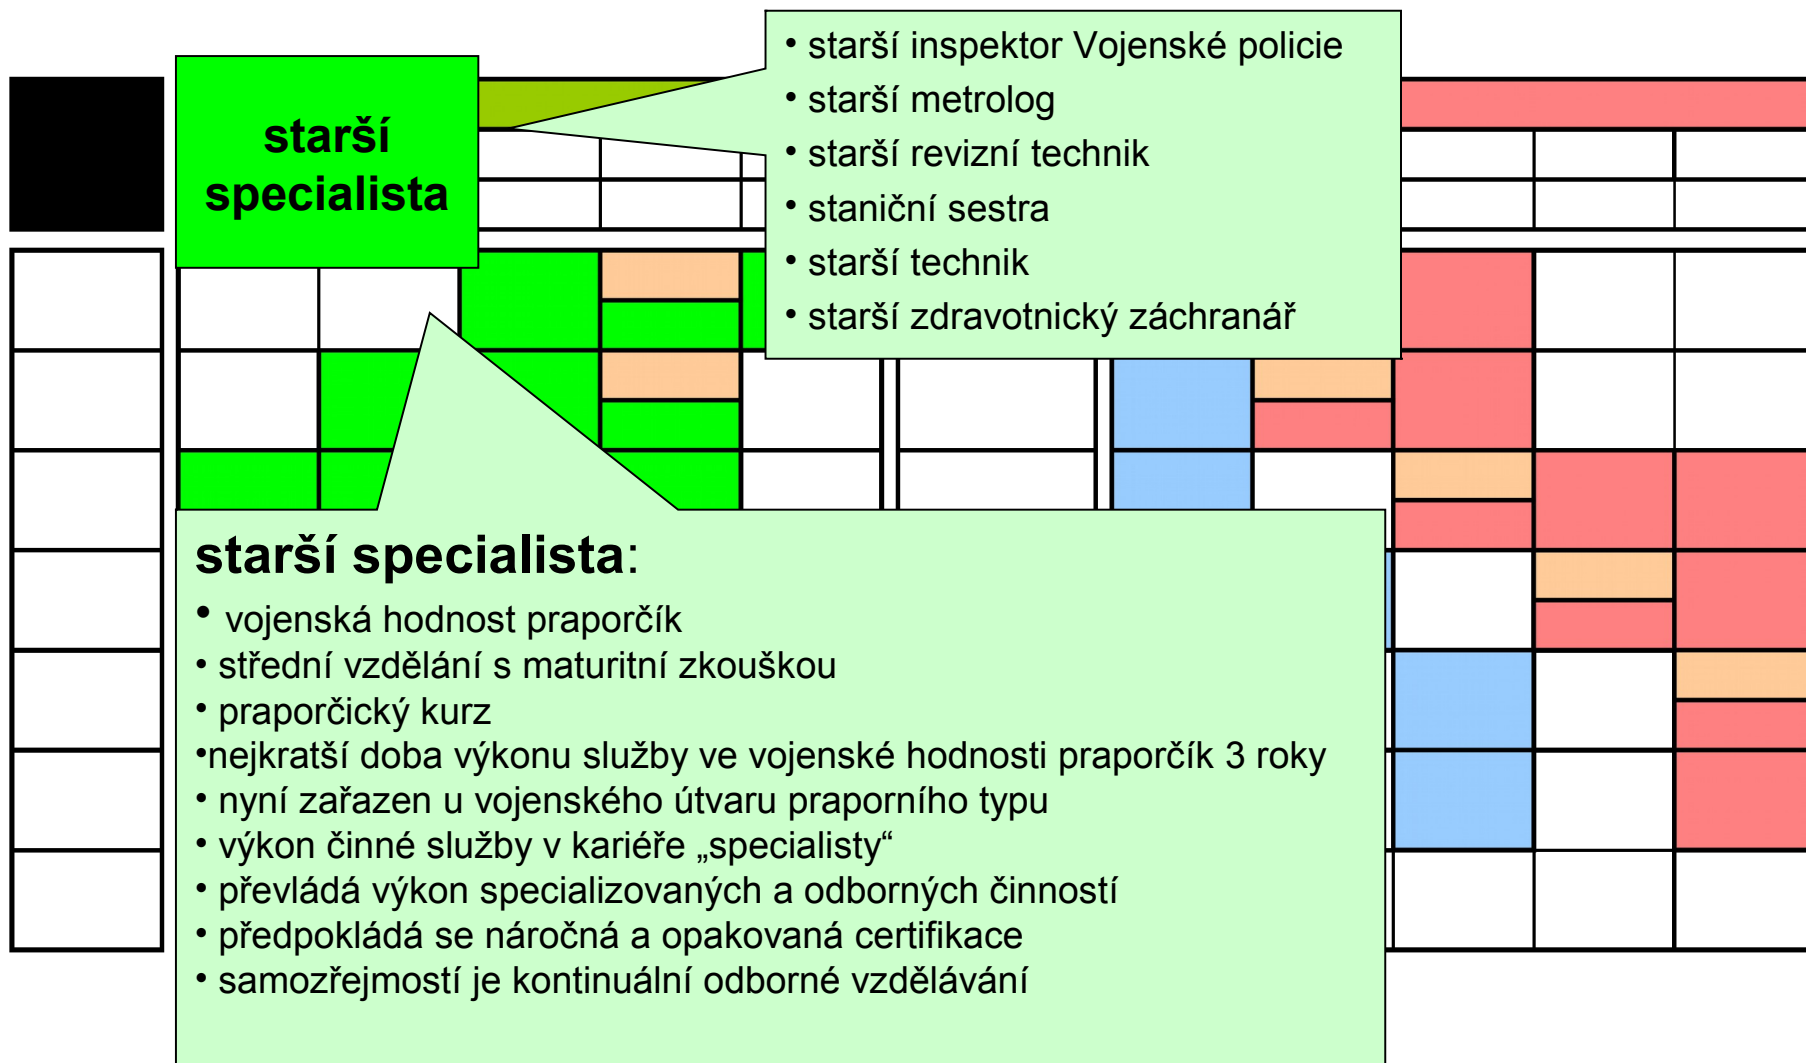 starší
specialista
• starší inspektor Vojenské policie
• starší metrolog
• starší revizní technik
• staniční sestra
• starší technik
• starší zdravotnický záchranář
starší specialista:
• vojenská hodnost praporčík
• střední vzdělání s maturitní zkouškou
• praporčický kurz
•nejkratší doba výkonu služby ve vojenské hodnosti praporčík 3 roky
• nyní zařazen u vojenského útvaru praporního typu
• výkon činné služby v kariéře „specialisty“
• převládá výkon specializovaných a odborných činností
• předpokládá se náročná a opakovaná certifikace
• samozřejmostí je kontinuální odborné vzdělávání